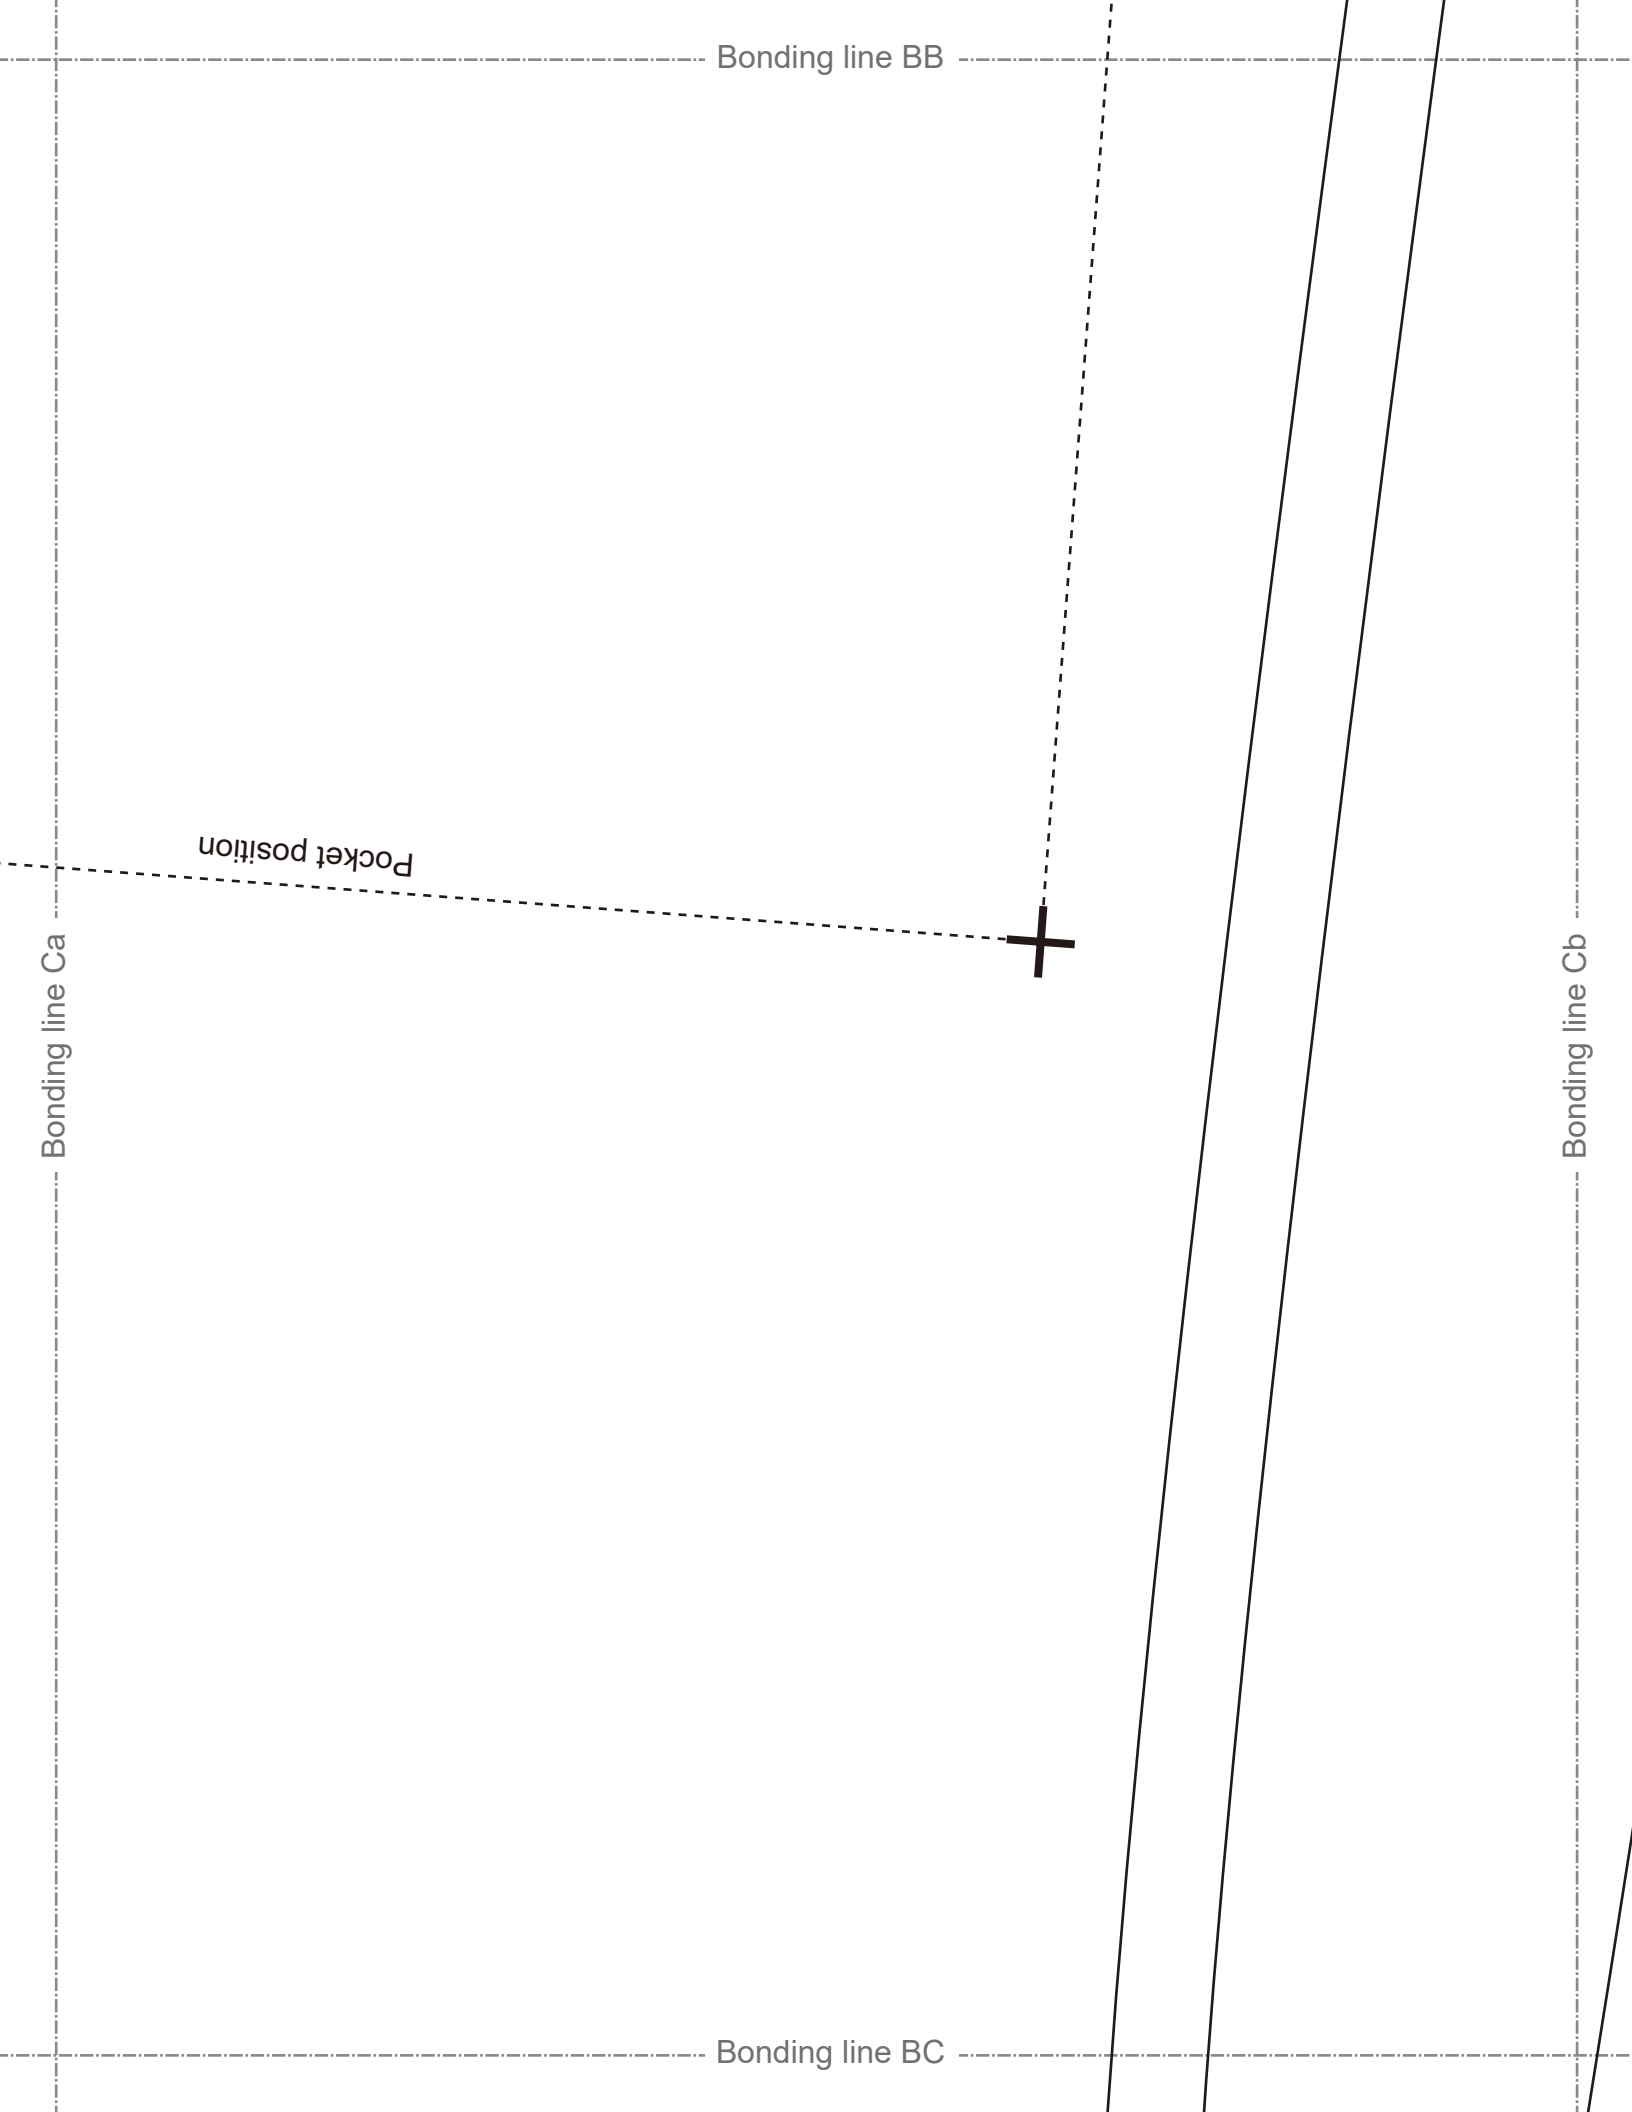 Bonding line BB
Pocket position
Bonding line Ca
Bonding line Cb
Bonding line BC